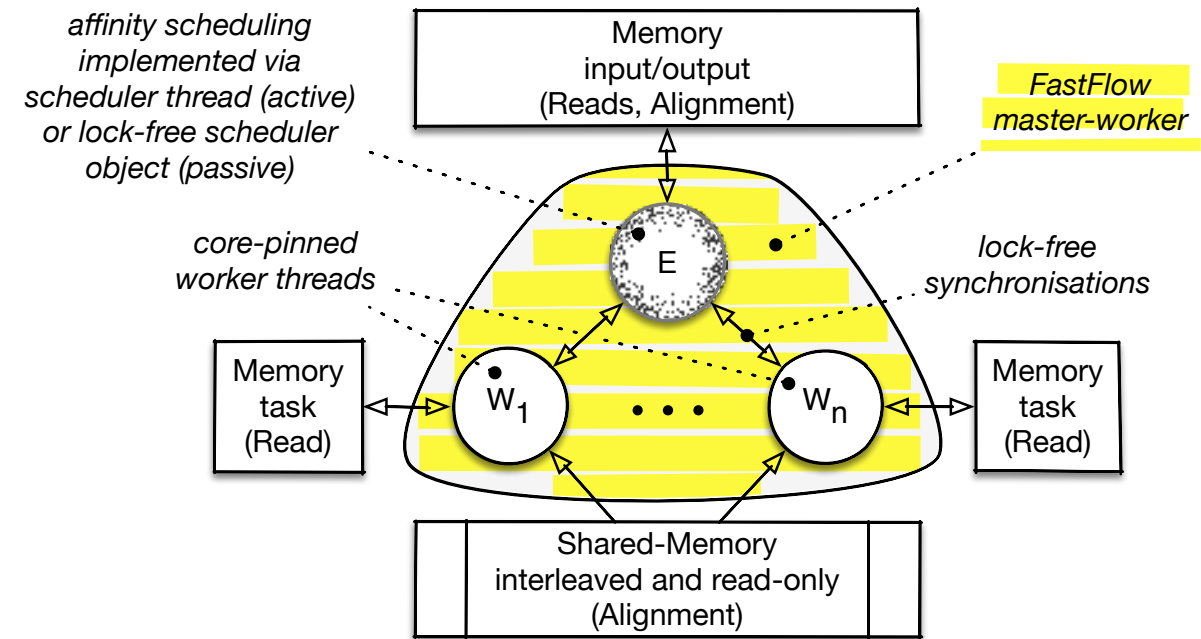 affinity scheduling
implemented via
scheduler thread (active)
or lock-free scheduler
object (passive)
Memory
input/output
(Reads, Alignment)
FastFlow
master-worker
core-pinned
worker threads
E
lock-free
synchronisations
Memory
task
(Read)
W1
Wn
Memory
task
(Read)
Shared-Memory
interleaved and read-only
(Alignment)